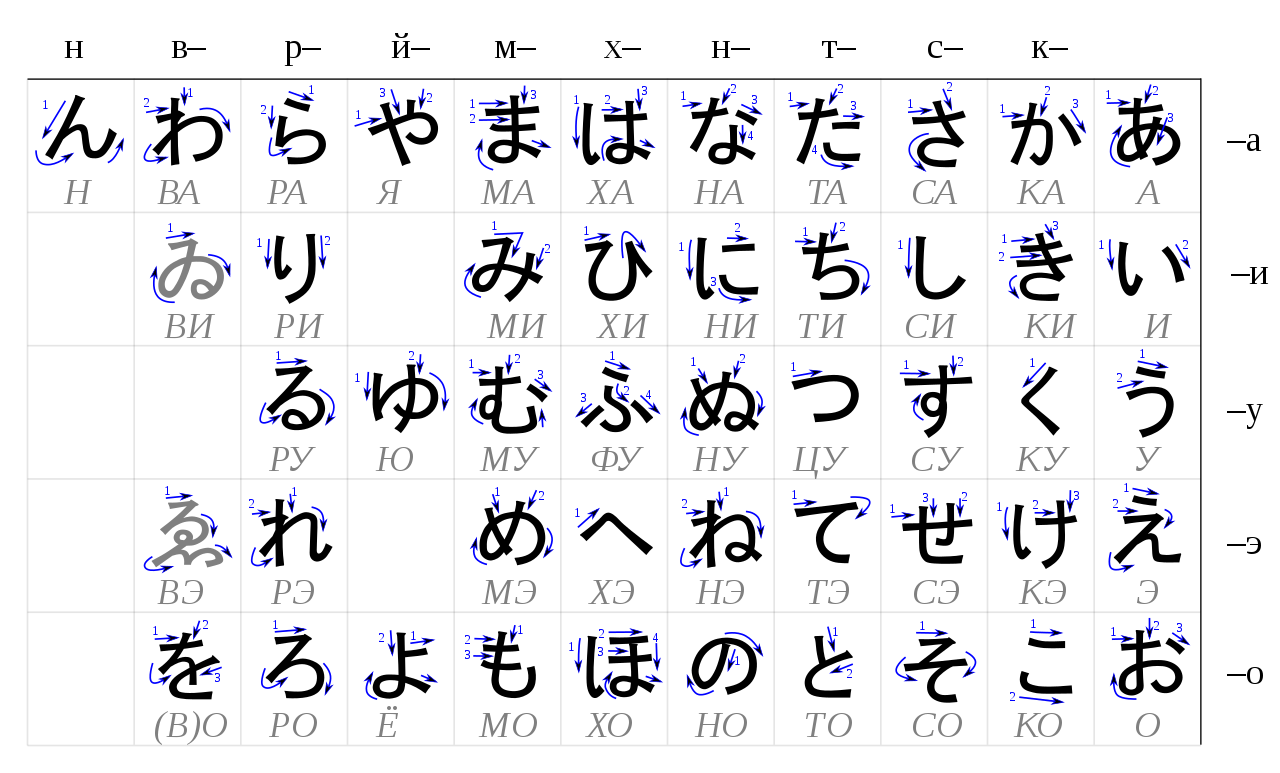 н в– р– й– м– х– н– т– с– к–
ん わ ら や ま は な た さ か あ –а
Н ВА РА Я МА ХА НА ТА СА КА А
ゐ り み ひ に ち し き い –и
ВИ РИ МИ ХИ НИ ТИ СИ КИ И
る ゆ む ふ ぬ つ す く う –у
РУ Ю МУ ФУ НУ ЦУ СУ КУ У
ゑ れ め へ ね て せ け え –э
ВЭ РЭ МЭ ХЭ НЭ ТЭ СЭ КЭ Э
を ろ よ も ほ の と そ こ お –о
(В)О РО Ё МО ХО НО ТО СО КО О